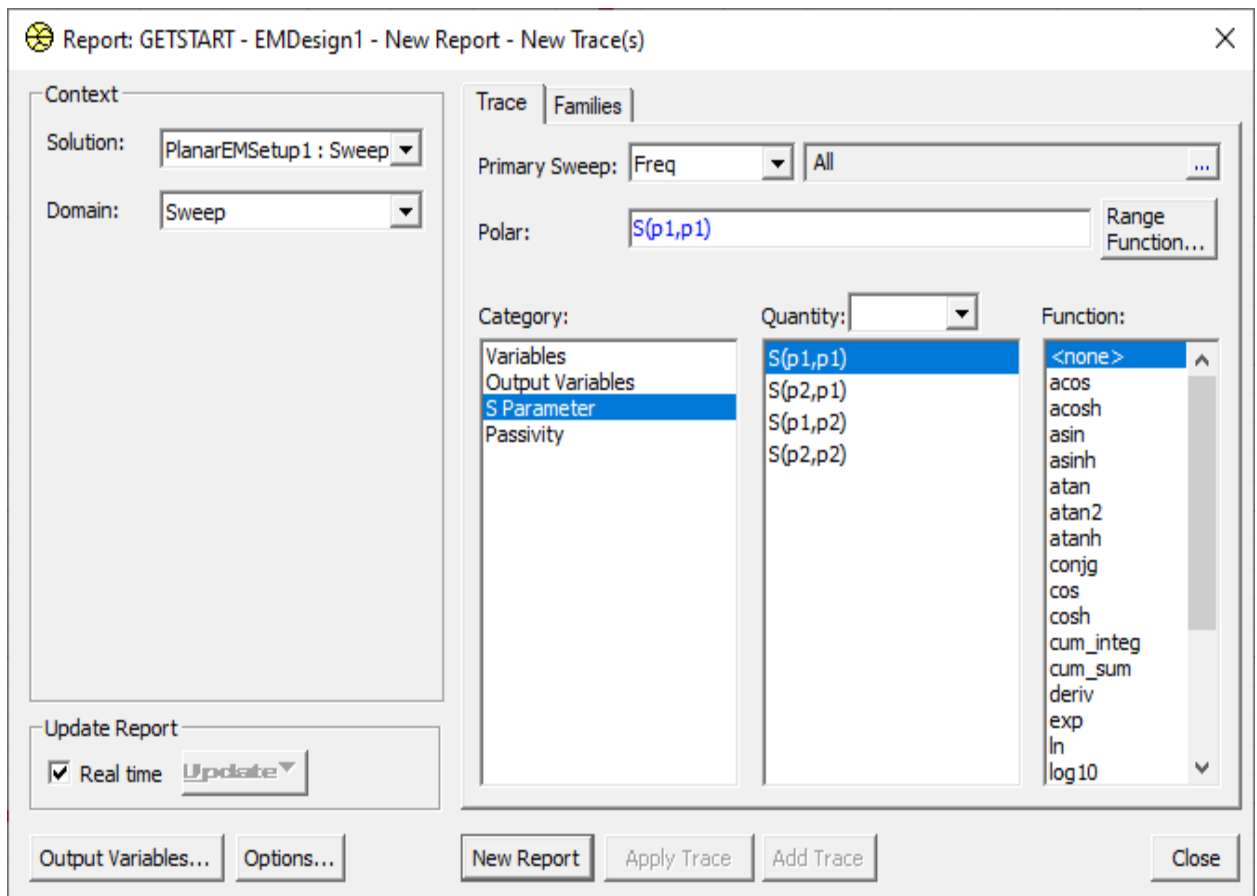 Report: GETSTART - EMDesign1 - New Report - New Trace(s)
Context
Solution:
PlanarEMSetup1 : Sweep
Domain:
Sweep
Update Report
Real time
Update
Output Variables...
Options...
Trace
Families
Primary Sweep:
Freq
All
...
Polar:
S(p1,p1)
Range
Function...
Category:
Variables
Output Variables
S Parameter
Passivity
Quantity:
S(p1,p1)
S(p2,p1)
S(p1,p2)
S(p2,p2)
Function:
<none>
acos
acosh
asin
asinh
atan
atan2
atanh
conjg
cos
cosh
cum_integ
cum_sum
deriv
exp
ln
log10
New Report
Apply Trace
Add Trace
Close